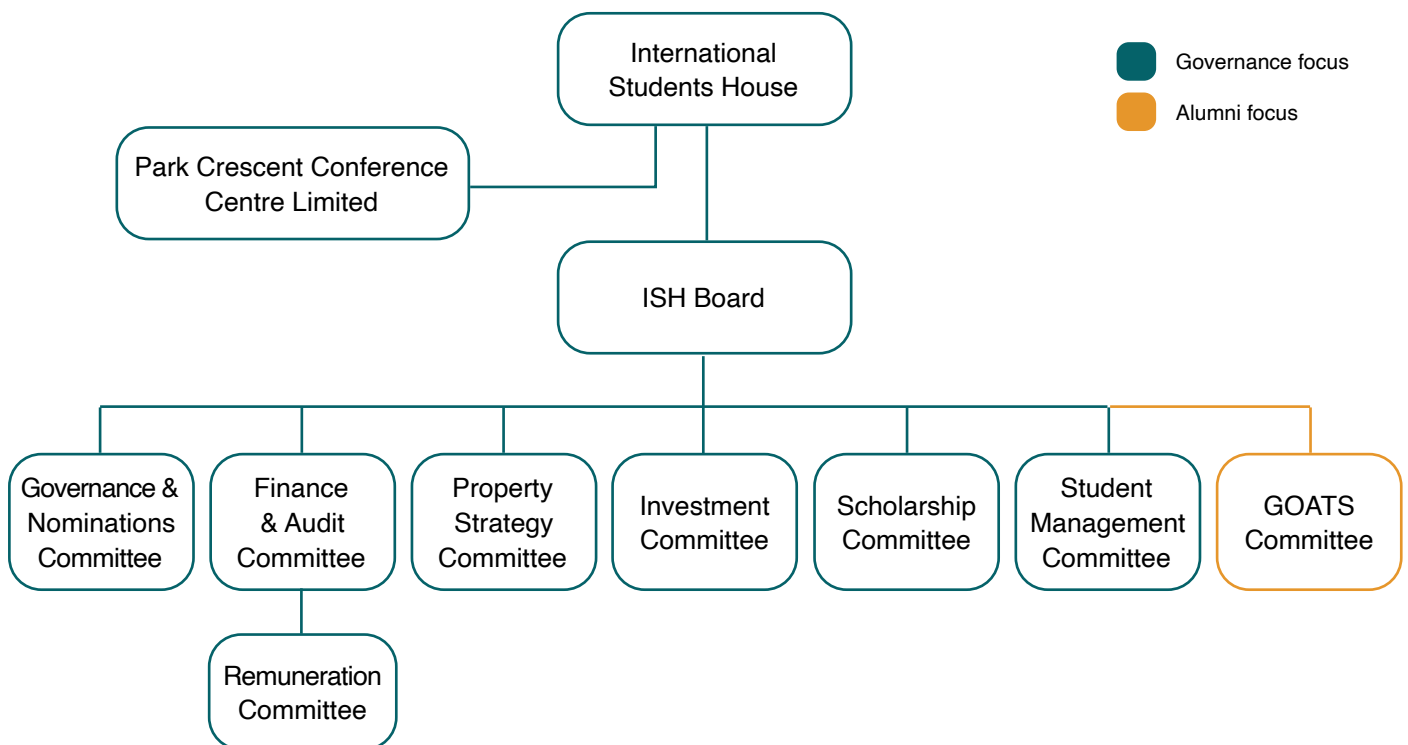 International
Students House
Governance focus
Alumni focus
Park Crescent Conference
Centre Limited
ISH Board
Governance &
Nominations
Committee
Finance
& Audit
Committee
Property
Strategy
Committee
Investment
Committee
Scholarship
Committee
Student
Management
Committee
GOATS
Committee
Remuneration
Committee